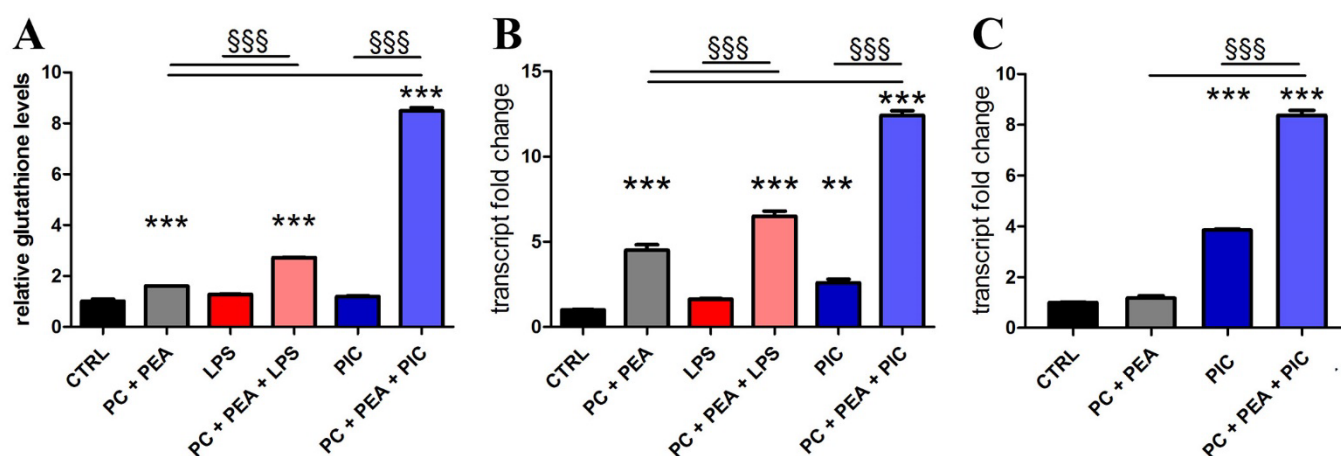 A
§§§
§§§
relative glutathione levels
10
8
6
4
2
0
***
***
***
CTRL
PC + PEA
LPS
PC + PEA + LPS
PIC
PC + PEA + PIC
B
§§§
§§§
transcript fold change
15
10
5
0
***
***
**
***
CTRL
PC + PEA
LPS
PC + PEA + LPS
PIC
PC + PEA + PIC
C
§§§
transcript fold change
10
8
6
4
2
0
***
***
CTRL
PC + PEA
PIC
PC + PEA + PIC
.